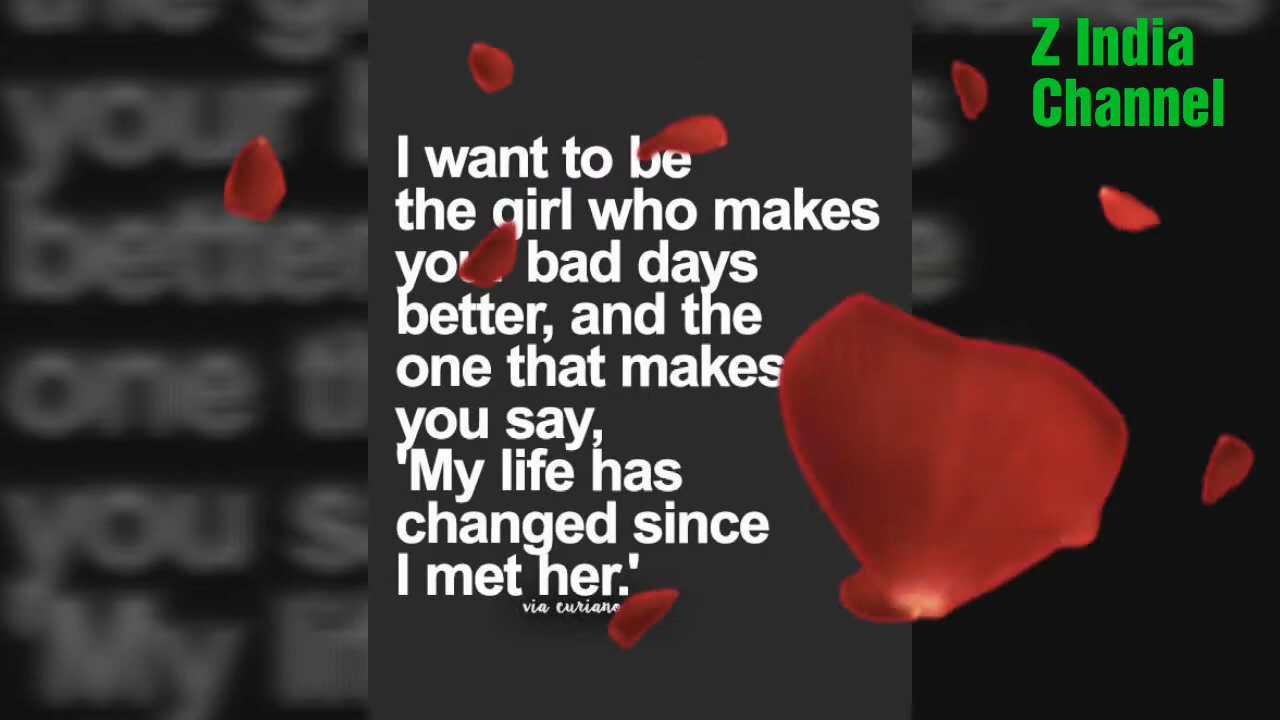 I want to be
the girl who makes
your bad days
better, and the
one that makes
you say,
'My life has
changed since
I met her.'
via curiano
Z India
Channel